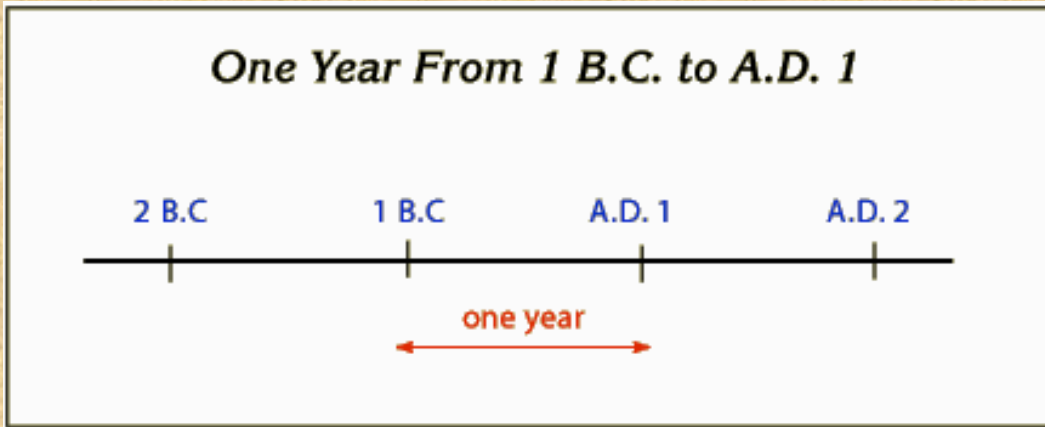 One Year From 1 B.C. to A.D. 1
2 B.C 1 B.C A.D. 1 A.D. 2
one year